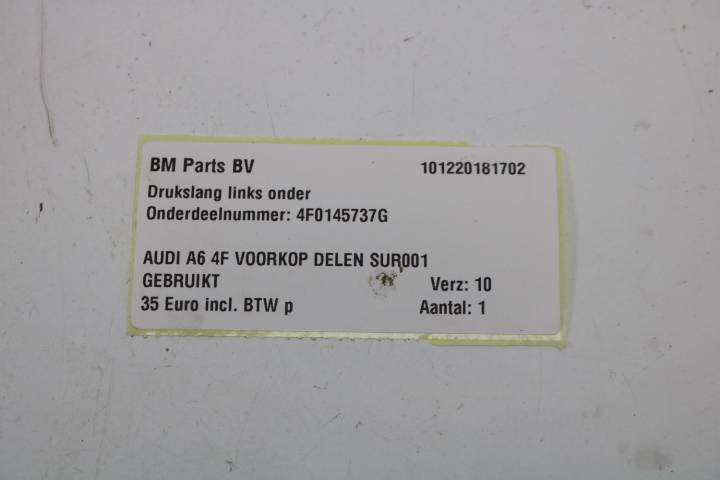 BM Parts BV 101220181702
Drukslang links onder
Onderdeelnummer: 4F0145737G
AUDI A6 4F VOORKOP DELEN SUR001
GEBRUIKT Verz: 10
35 Euro incl. BTW p Aantal: 1